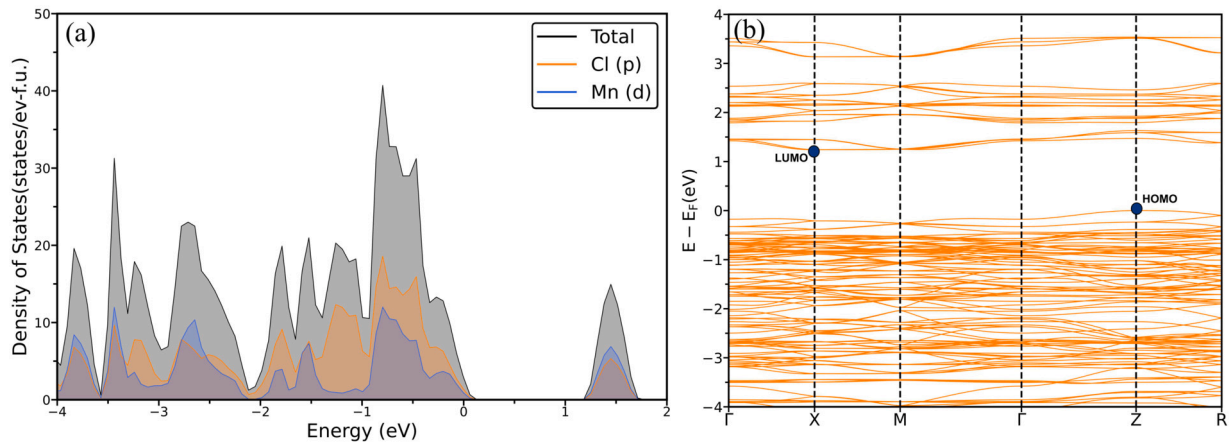 (a)
Total
Cl (p)
Mn (d)
Density of States(states/ev-f.u.)
50
40
30
20
10
0
−4
−3
−2
−1
0
1
2
Energy (eV)
(b)
E − E_F(eV)
4
3
2
1
0
−1
−2
−3
−4
LUMO
HOMO
Γ
X
M
Γ
Z
R